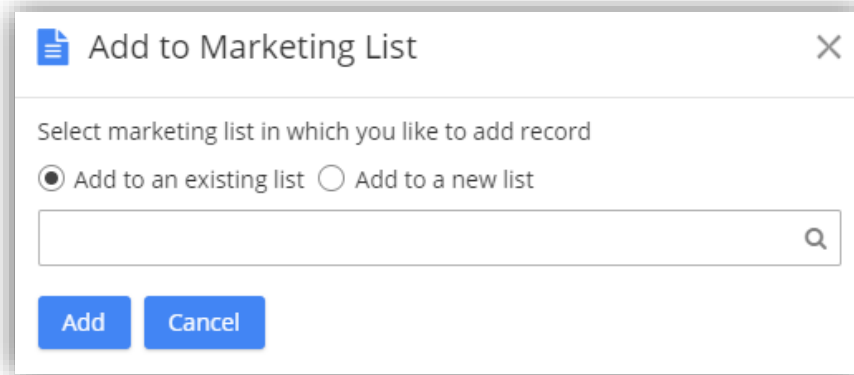 Add to Marketing List
Select marketing list in which you like to add record
Add to an existing list Add to a new list
Add Cancel